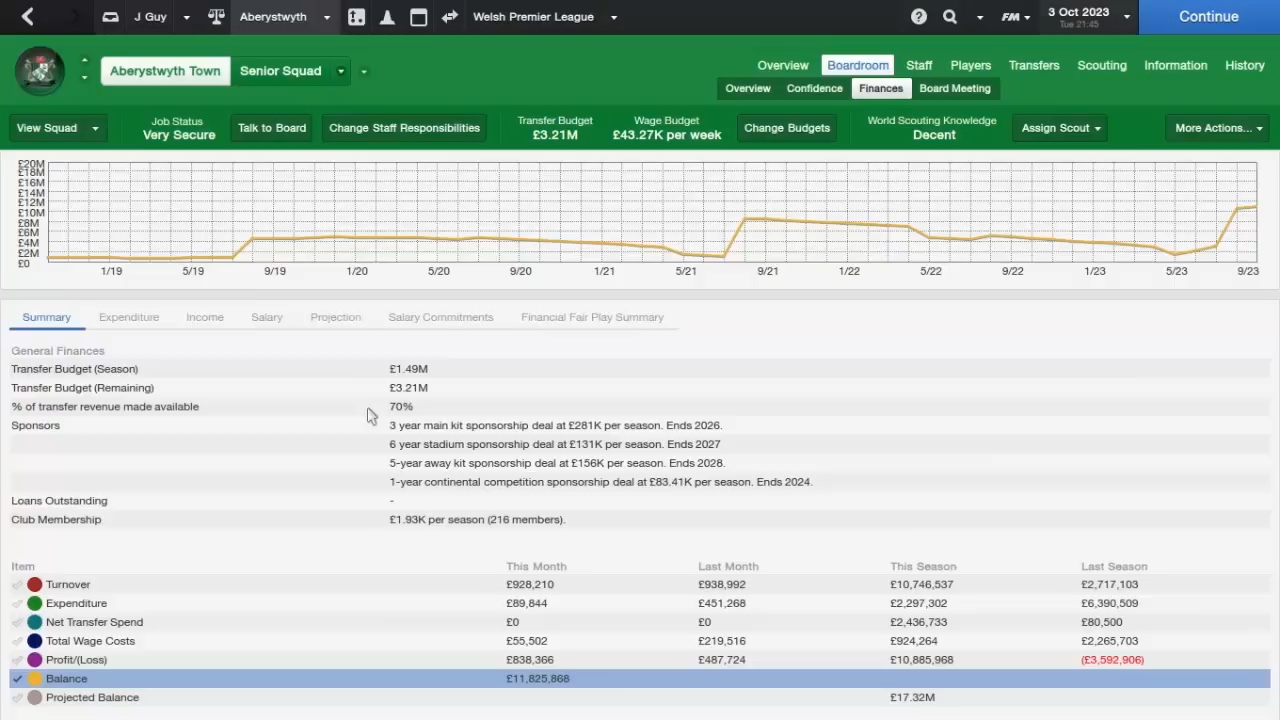 J Guy
Aberystwyth
Welsh Premier League
FM
3 Oct 2023
Tue 21:45
Continue
Aberystwyth Town
Senior Squad
Overview
Boardroom
Staff
Players
Transfers
Scouting
Information
History
Overview
Confidence
Finances
Board Meeting
View Squad
Job Status
Very Secure
Talk to Board
Change Staff Responsibilities
Transfer Budget
£3.21M
Wage Budget
£43.27K per week
Change Budgets
World Scouting Knowledge
Decent
Assign Scout
More Actions...
£20M
£18M
£16M
£14M
£12M
£10M
£8M
£6M
£4M
£2M
£0
1/19 5/19 9/19 1/20 5/20 9/20 1/21 5/21 9/21 1/22 5/22 9/22 1/23 5/23 9/23
Summary Expenditure Income Salary Projection Salary Commitments Financial Fair Play Summary
General Finances
Transfer Budget (Season) £1.49M
Transfer Budget (Remaining) £3.21M
% of transfer revenue made available 70%
Sponsors 3 year main kit sponsorship deal at £281K per season. Ends 2026.
6 year stadium sponsorship deal at £131K per season. Ends 2027
5-year away kit sponsorship deal at £156K per season. Ends 2028.
1-year continental competition sponsorship deal at £83.41K per season. Ends 2024.
Loans Outstanding -
Club Membership £1.93K per season (216 members).
Item This Month Last Month This Season Last Season
Turnover £928,210 £938,992 £10,746,537 £2,717,103
Expenditure £89,844 £451,268 £2,297,302 £6,390,509
Net Transfer Spend £0 £0 £2,436,733 £80,500
Total Wage Costs £55,502 £219,516 £924,264 £2,265,703
Profit/(Loss) £838,366 £487,724 £10,885,968 (£3,592,906)
Balance £11,825,868
Projected Balance £17.32M